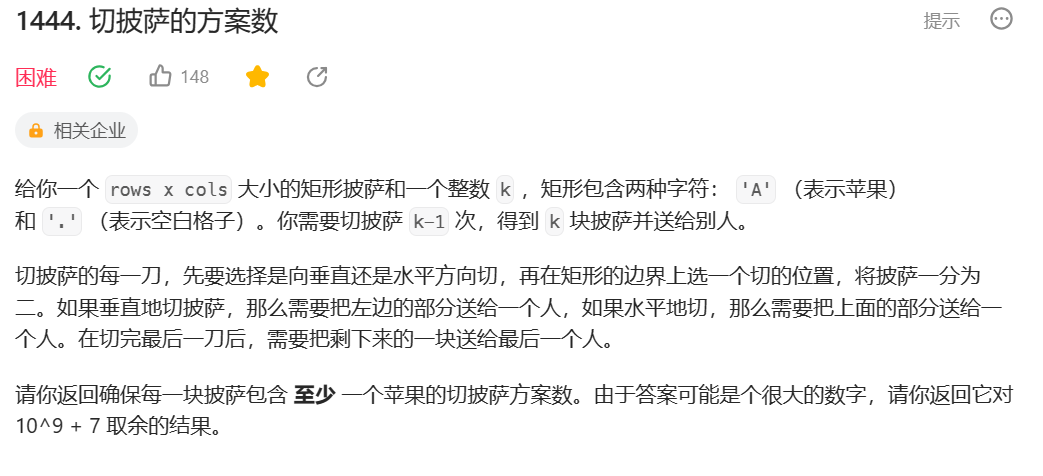 1444. 切披萨的方案数
提示
困难
148
相关企业
给你一个 rows x cols 大小的矩形披萨和一个整数 k ，矩形包含两种字符： 'A' （表示苹果）
和 '.' （表示空白格子）。你需要切披萨 k-1 次，得到 k 块披萨并送给别人。
切披萨的每一刀，先要选择是向垂直还是水平方向切，再在矩形的边界上选一个切的位置，将披萨一分为
二。如果垂直地切披萨，那么需要把左边的部分送给一个人，如果水平地切，那么需要把上面的部分送给一
个人。在切完最后一刀后，需要把剩下来的一块送给最后一个人。
请你返回确保每一块披萨包含 至少 一个苹果的切披萨方案数。由于答案可能是个很大的数字，请你返回它对
10^9 + 7 取余的结果。